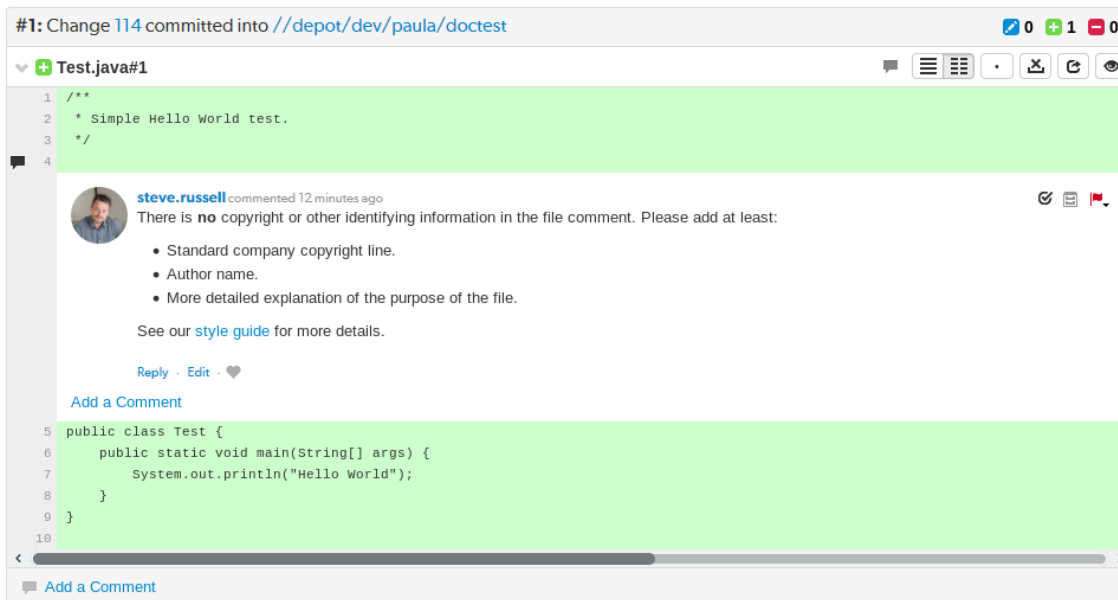 #1: Change 114 committed into //depot/dev/paula/doctest 0 1 0
Test.java#1
1 /**
2  * Simple Hello World test.
3  */
4
steve.russell commented 12 minutes ago
There is no copyright or other identifying information in the file comment. Please add at least:
• Standard company copyright line.
• Author name.
• More detailed explanation of the purpose of the file.
See our style guide for more details.
Reply · Edit ·
Add a Comment
5 public class Test {
6     public static void main(String[] args) {
7         System.out.println("Hello World");
8     }
9 }
10
Add a Comment